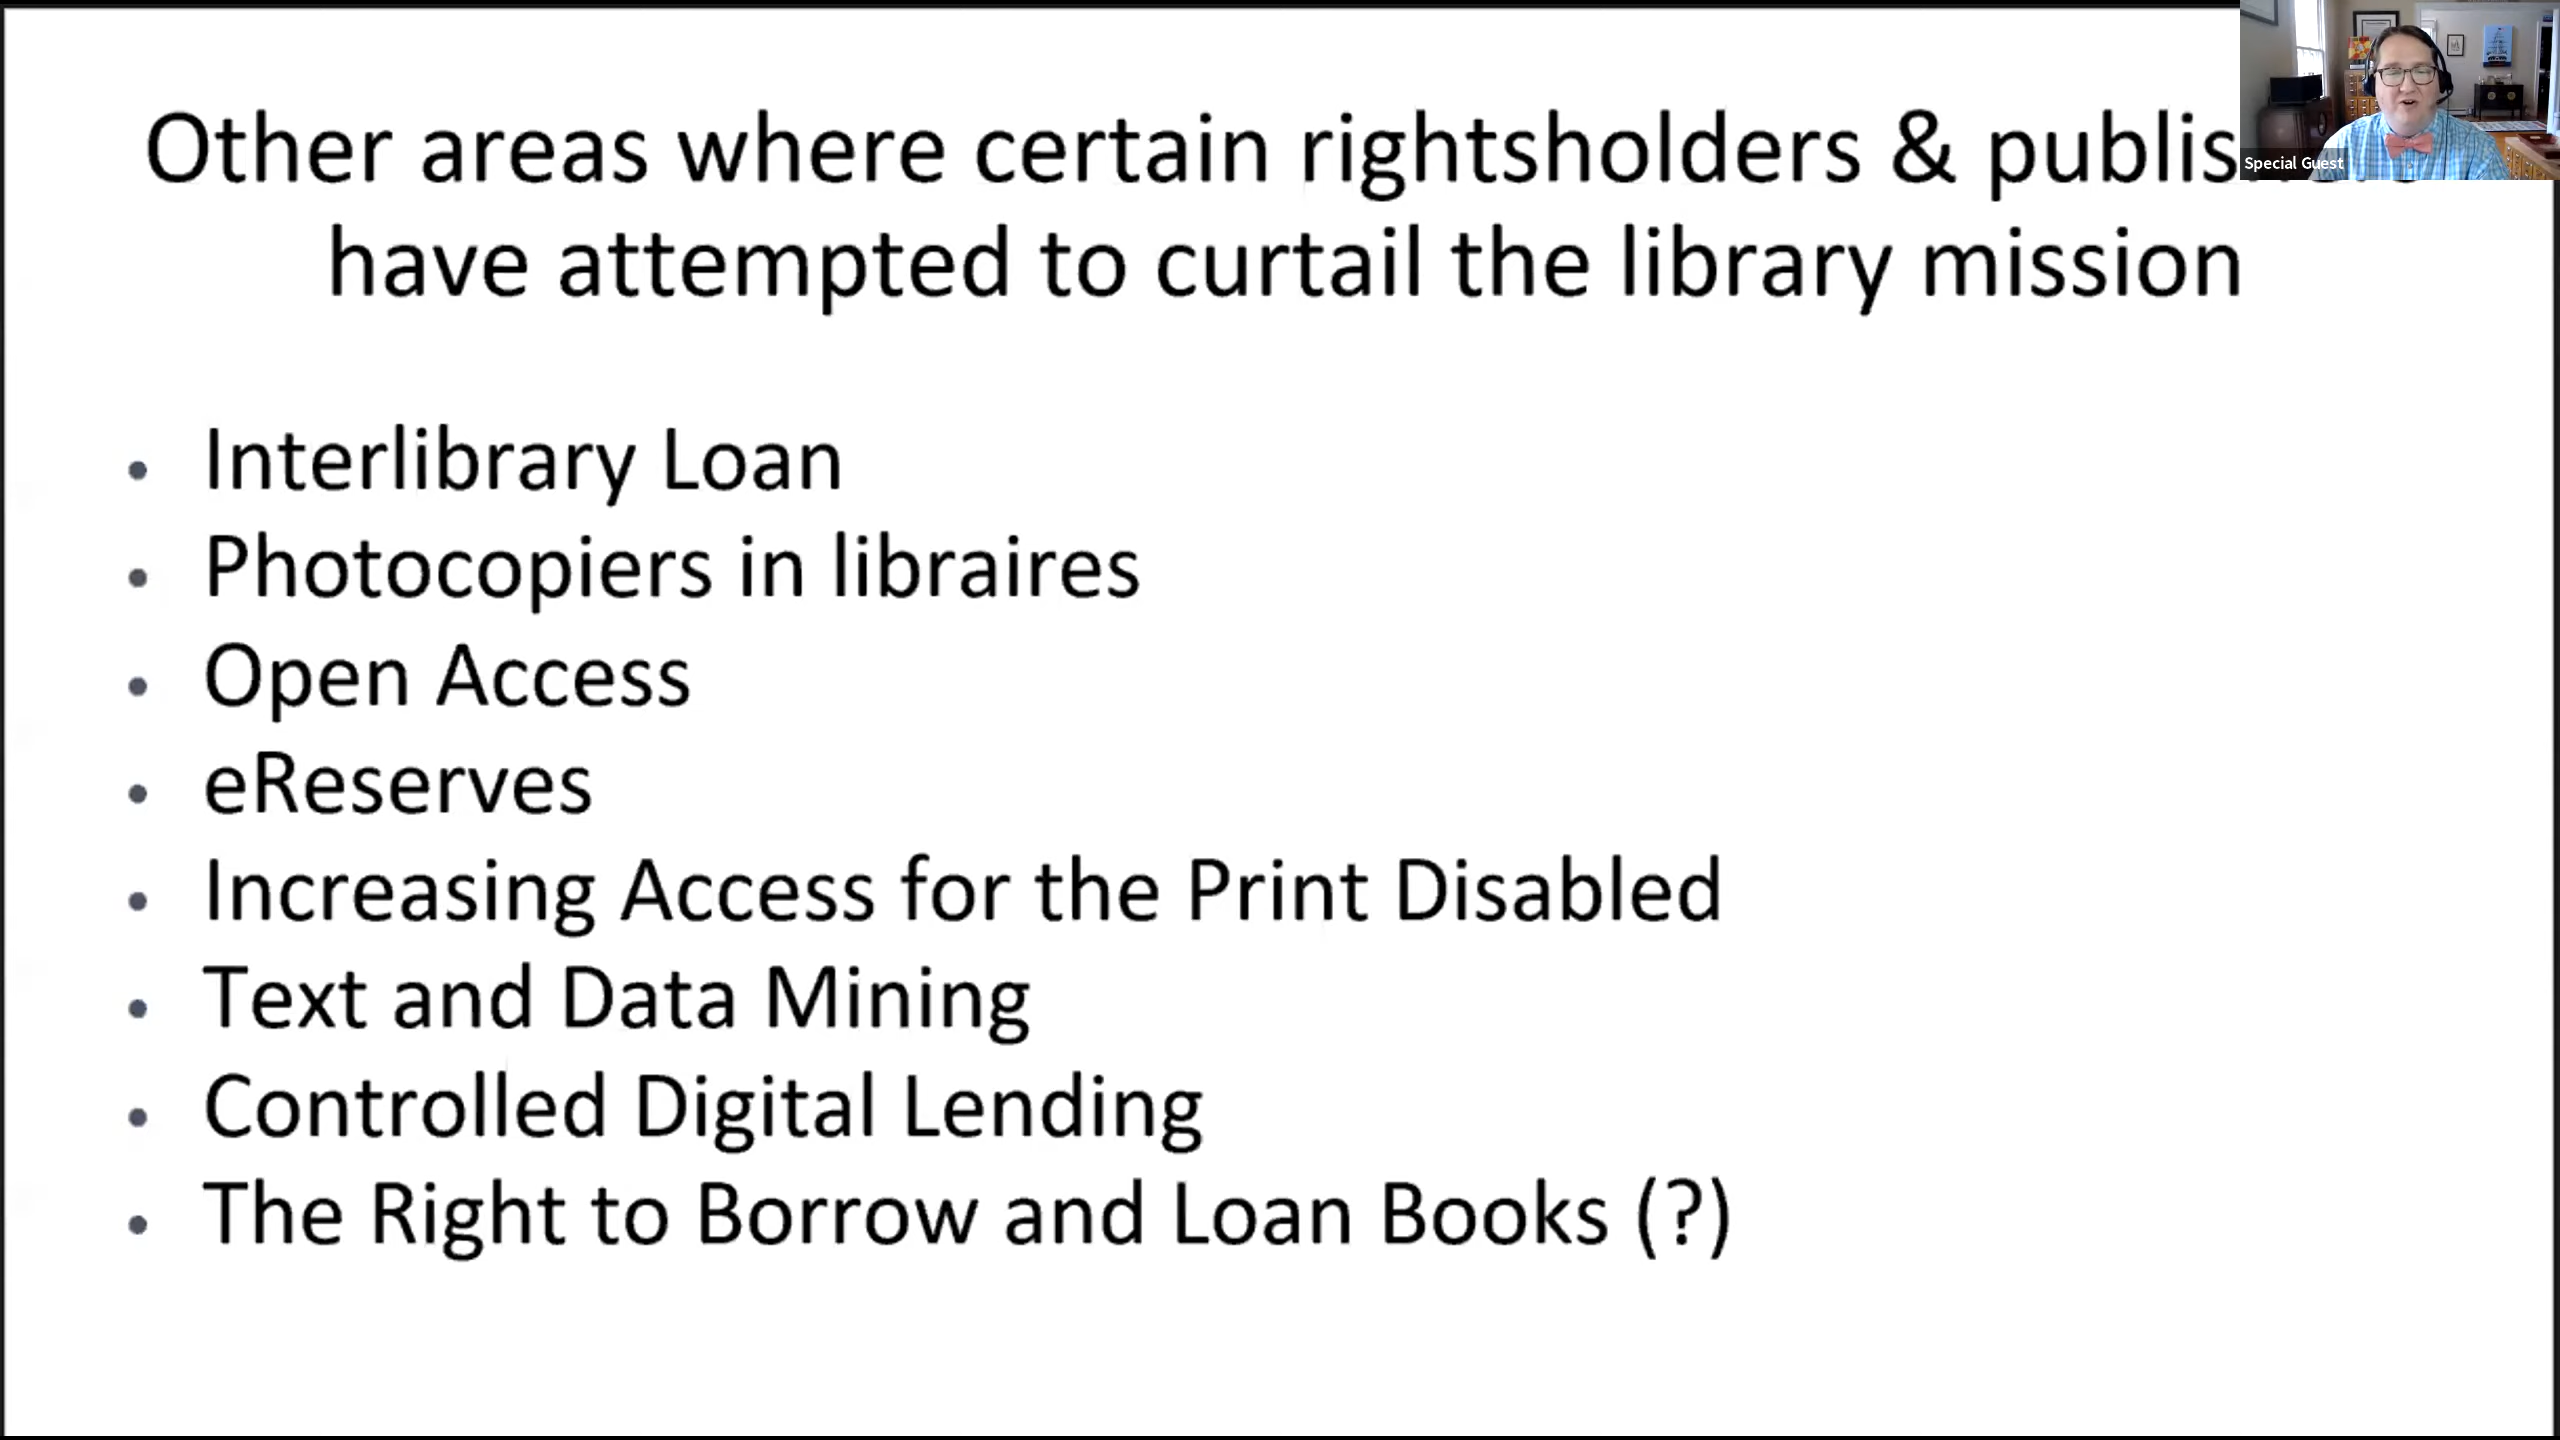 Other areas where certain rightsholders & publis
have attempted to curtail the library mission
Special Guest
• Interlibrary Loan
• Photocopiers in libraires
• Open Access
• eReserves
• Increasing Access for the Print Disabled
• Text and Data Mining
• Controlled Digital Lending
• The Right to Borrow and Loan Books (?)